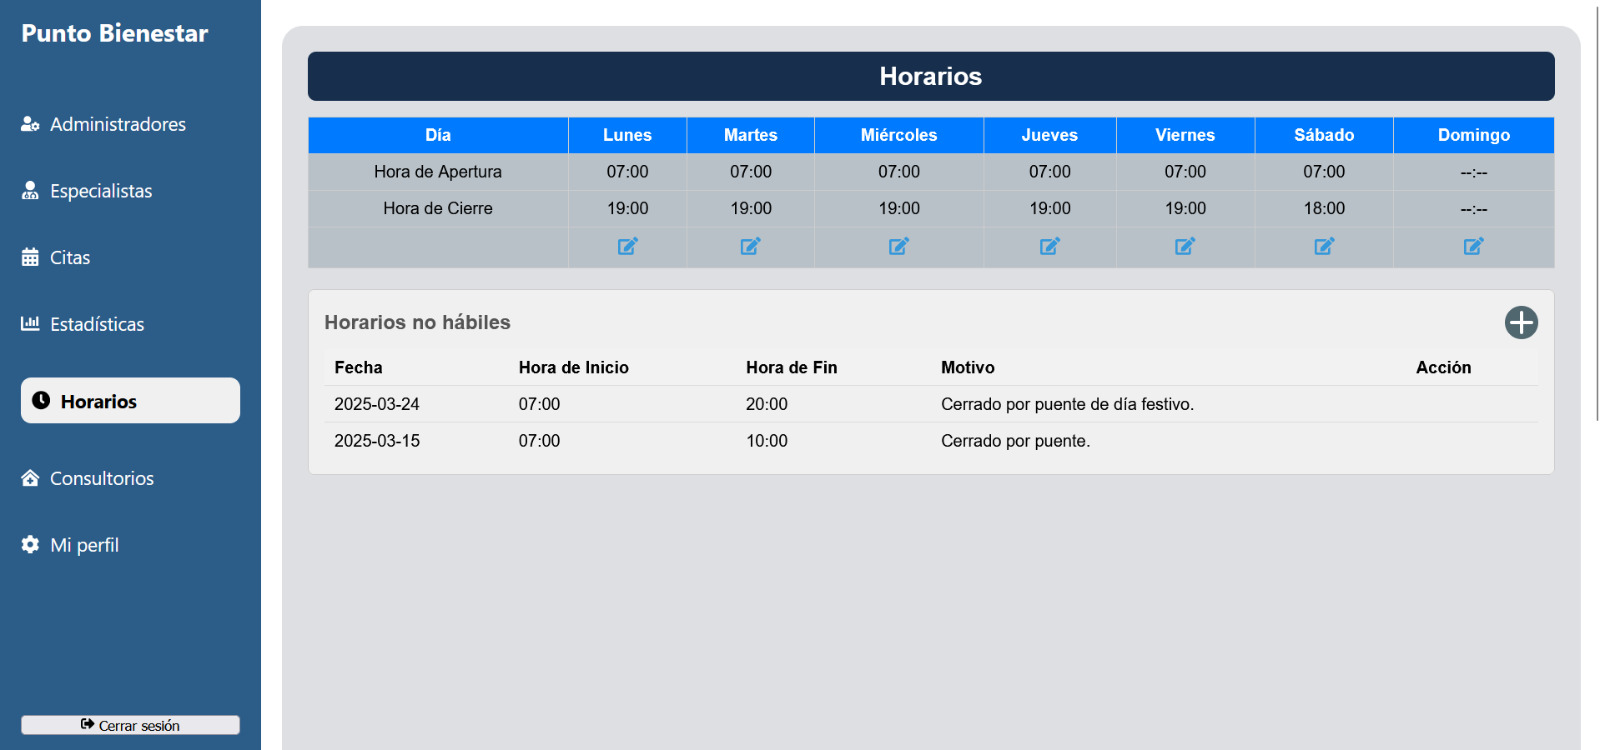 Punto Bienestar
Administradores
Especialistas
Citas
Estadísticas
Horarios
Consultorios
Mi perfil
Cerrar sesión
Horarios
Día Lunes Martes Miércoles Jueves Viernes Sábado Domingo
Hora de Apertura 07:00 07:00 07:00 07:00 07:00 07:00 --:--
Hora de Cierre 19:00 19:00 19:00 19:00 19:00 18:00 --:--
Horarios no hábiles
Fecha Hora de Inicio Hora de Fin Motivo Acción
2025-03-24 07:00 20:00 Cerrado por puente de día festivo.
2025-03-15 07:00 10:00 Cerrado por puente.